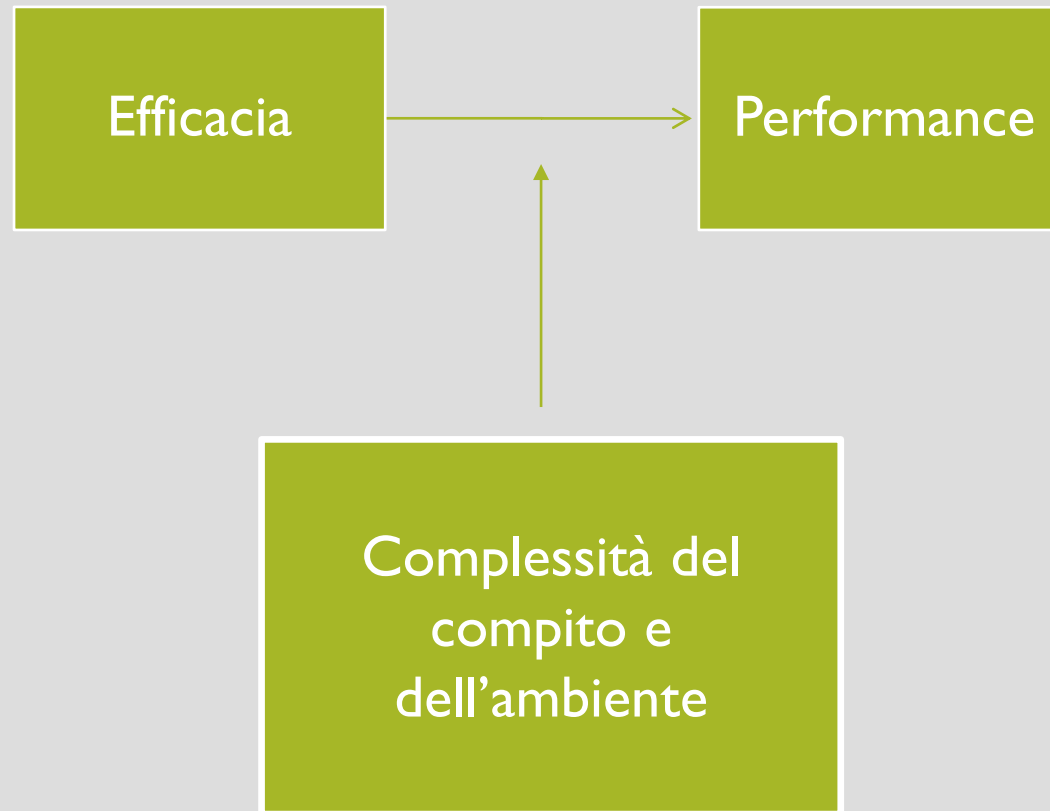 Efficacia
Performance
Complessità del
compito e
dell’ambiente